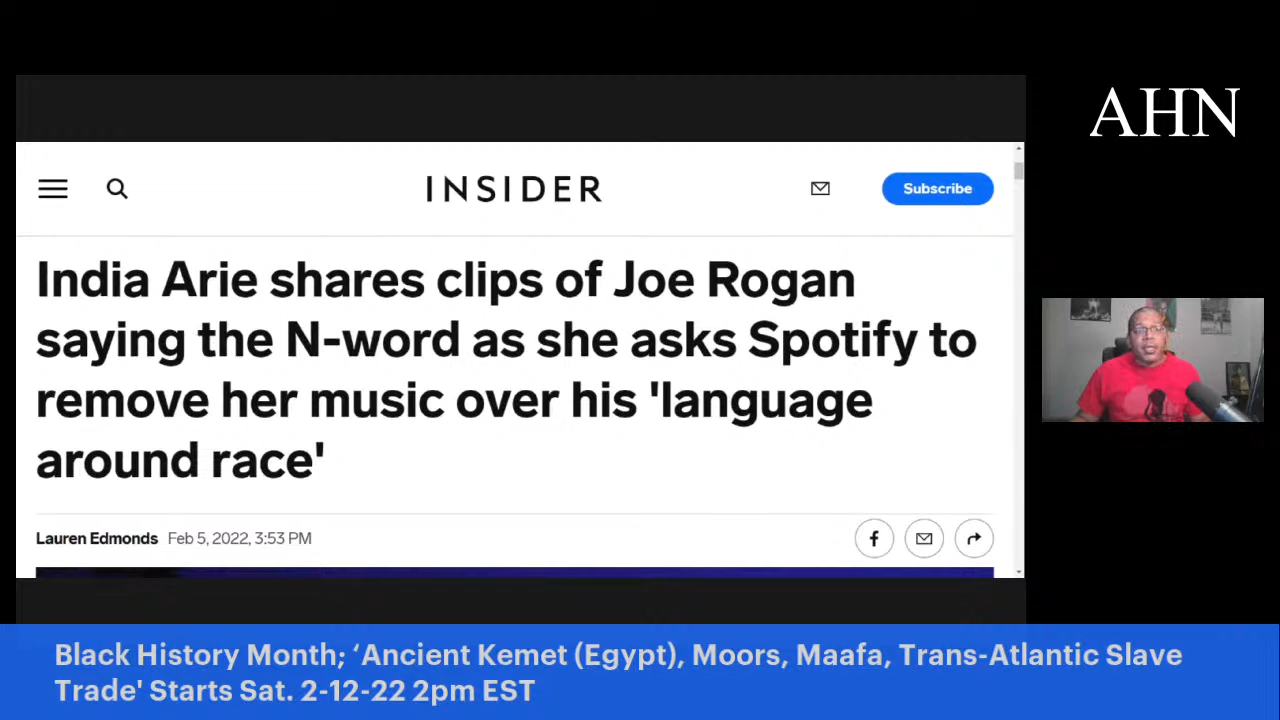 AHN
INSIDER
Subscribe
India Arie shares clips of Joe Rogan
saying the N-word as she asks Spotify to
remove her music over his 'language
around race'
Lauren Edmonds Feb 5, 2022, 3:53 PM
Black History Month; ‘Ancient Kemet (Egypt), Moors, Maafa, Trans-Atlantic Slave
Trade' Starts Sat. 2-12-22 2pm EST